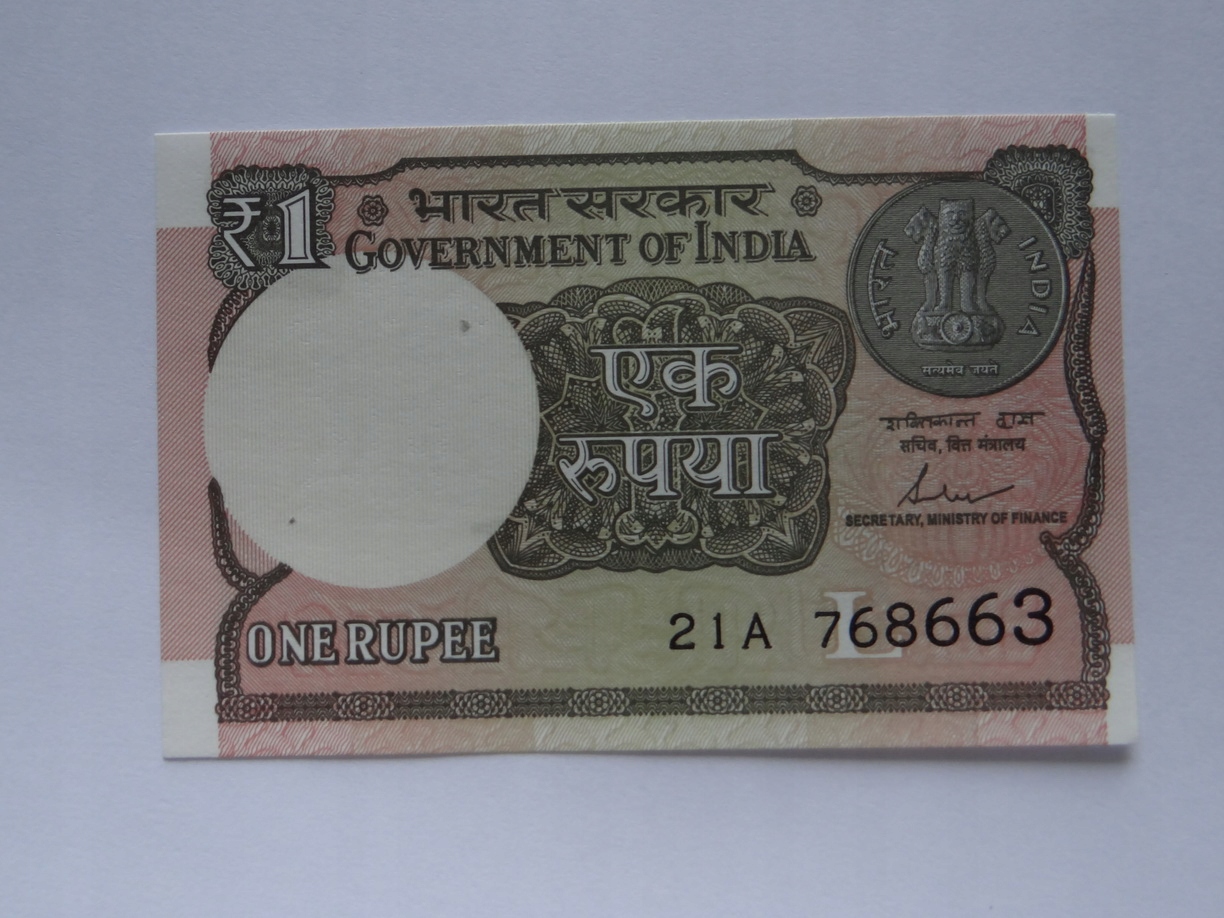 ₹1
भारत सरकार
GOVERNMENT OF INDIA
भारत
INDIA
सत्यमेव जयते
एक
रुपया
शक्तिकान्त दास
सचिव, वित्त मंत्रालय
SECRETARY, MINISTRY OF FINANCE
ONE RUPEE
L
21A 768663